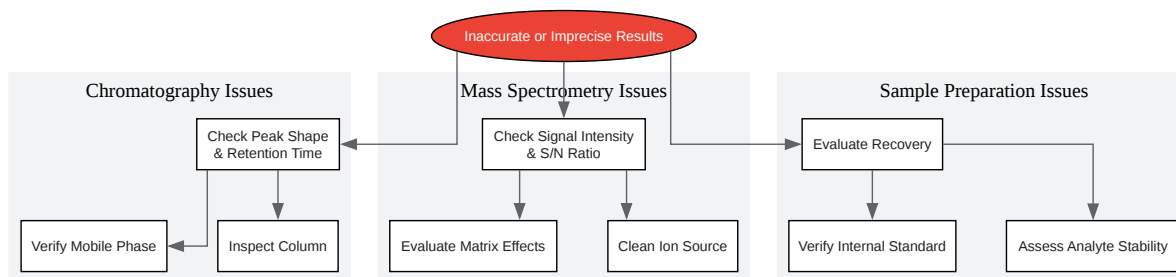 Inaccurate or Imprecise Results
Chromatography Issues
Mass Spectrometry Issues
Sample Preparation Issues
Check Peak Shape
& Retention Time
Check Signal Intensity
& S/N Ratio
Evaluate Recovery
Verify Mobile Phase
Inspect Column
Evaluate Matrix Effects
Clean Ion Source
Verify Internal Standard
Assess Analyte Stability